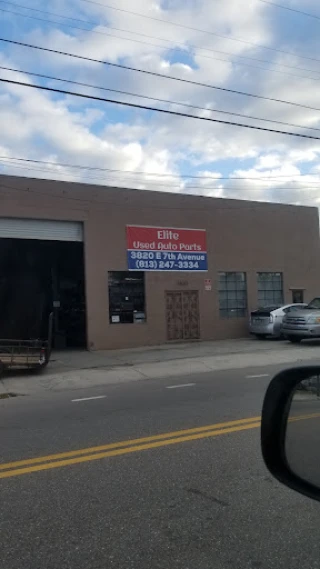 Elite
Used Auto Parts
3820 E 7th Avenue
(813) 247-3334